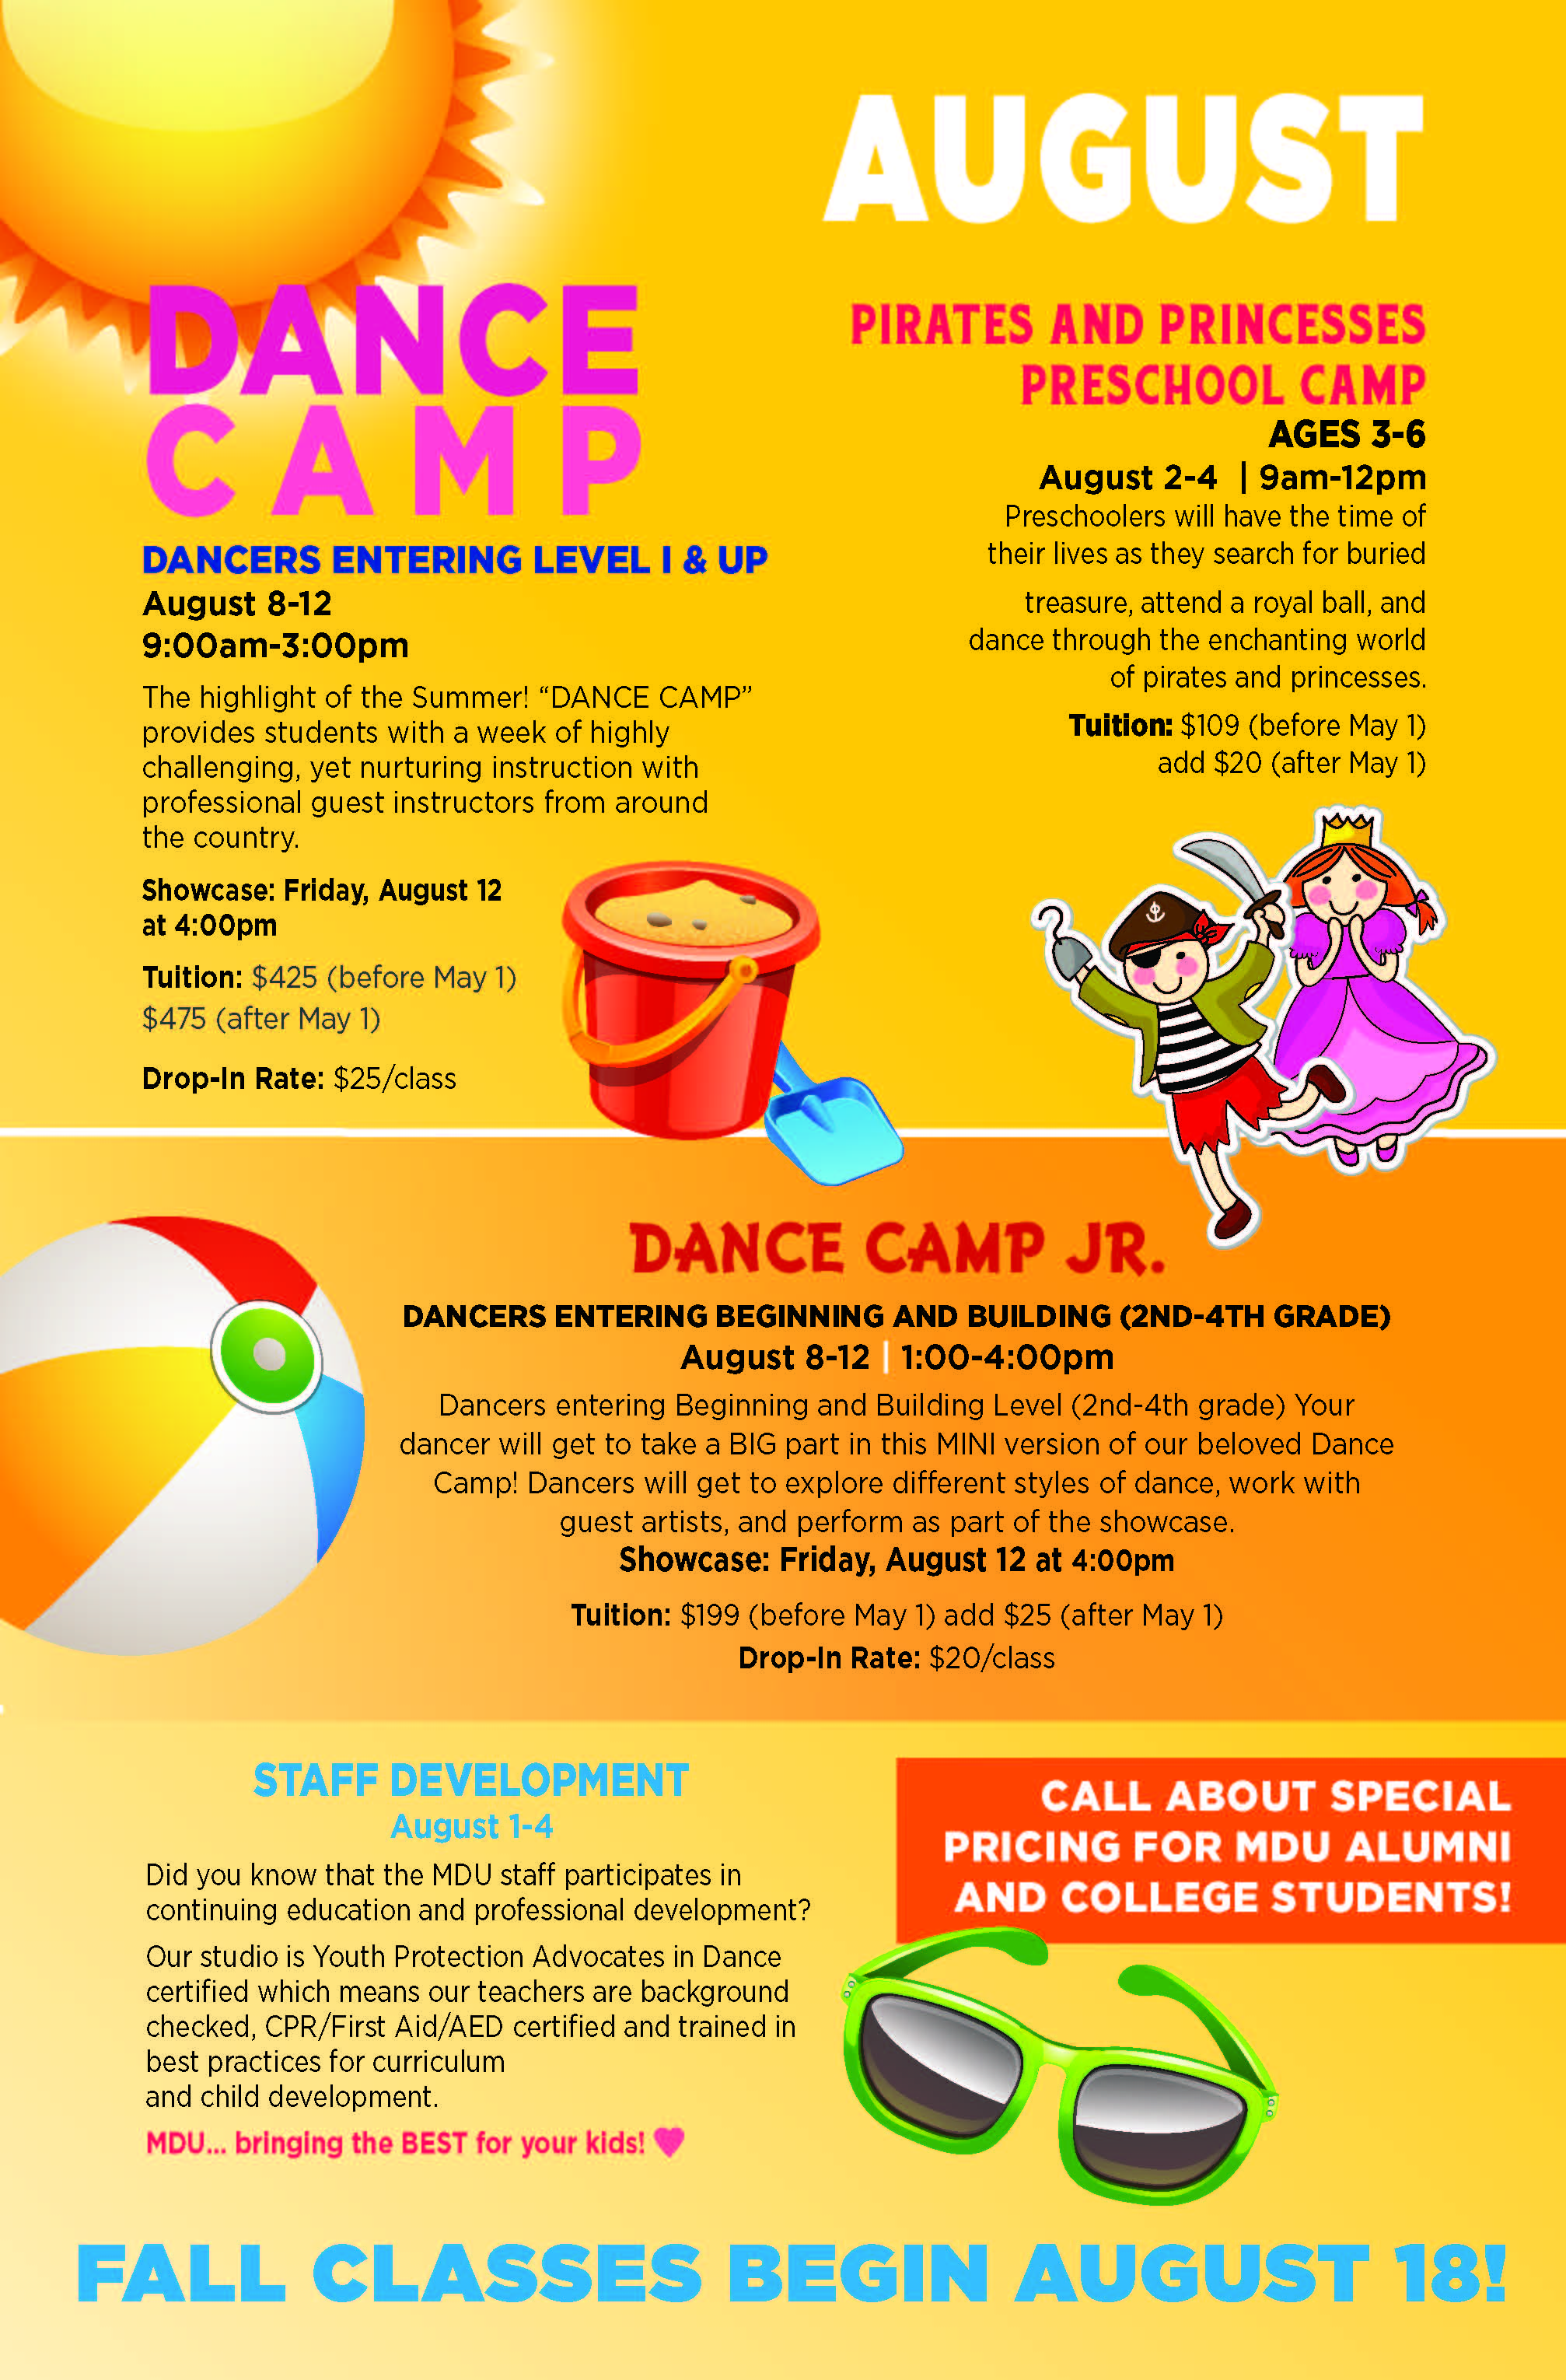 AUGUST
DANCE
CAMP
DANCERS ENTERING LEVEL I & UP
August 8-12
9:00am-3:00pm
The highlight of the Summer! “DANCE CAMP”
provides students with a week of highly
challenging, yet nurturing instruction with
professional guest instructors from around
the country.
Showcase: Friday, August 12
at 4:00pm
Tuition: $425 (before May 1)
$475 (after May 1)
Drop-In Rate: $25/class
PIRATES AND PRINCESSES
PRESCHOOL CAMP
AGES 3-6
August 2-4 | 9am-12pm
Preschoolers will have the time of
their lives as they search for buried
treasure, attend a royal ball, and
dance through the enchanting world
of pirates and princesses.
Tuition: $109 (before May 1)
add $20 (after May 1)
DANCE CAMP JR.
DANCERS ENTERING BEGINNING AND BUILDING (2ND-4TH GRADE)
August 8-12 | 1:00-4:00pm
Dancers entering Beginning and Building Level (2nd-4th grade) Your
dancer will get to take a BIG part in this MINI version of our beloved Dance
Camp! Dancers will get to explore different styles of dance, work with
guest artists, and perform as part of the showcase.
Showcase: Friday, August 12 at 4:00pm
Tuition: $199 (before May 1) add $25 (after May 1)
Drop-In Rate: $20/class
STAFF DEVELOPMENT
August 1-4
Did you know that the MDU staff participates in
continuing education and professional development?
Our studio is Youth Protection Advocates in Dance
certified which means our teachers are background
checked, CPR/First Aid/AED certified and trained in
best practices for curriculum
and child development.
MDU... bringing the BEST for your kids!
CALL ABOUT SPECIAL
PRICING FOR MDU ALUMNI
AND COLLEGE STUDENTS!
FALL CLASSES BEGIN AUGUST 18!